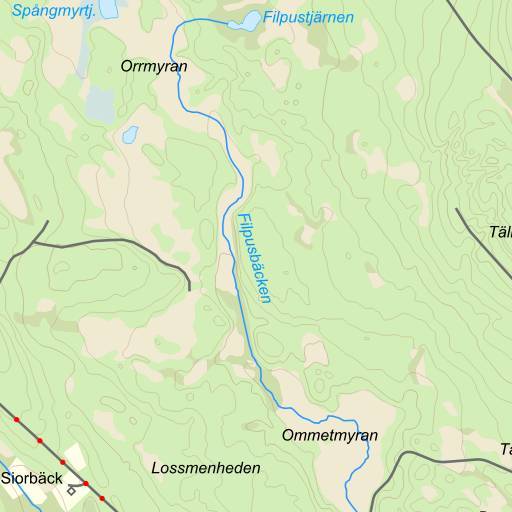 Spångmyrtj.
Filpustjärnen
Orrmyran
Filpusbäcken
Ommetmyran
Lossmenheden
Siorbäck